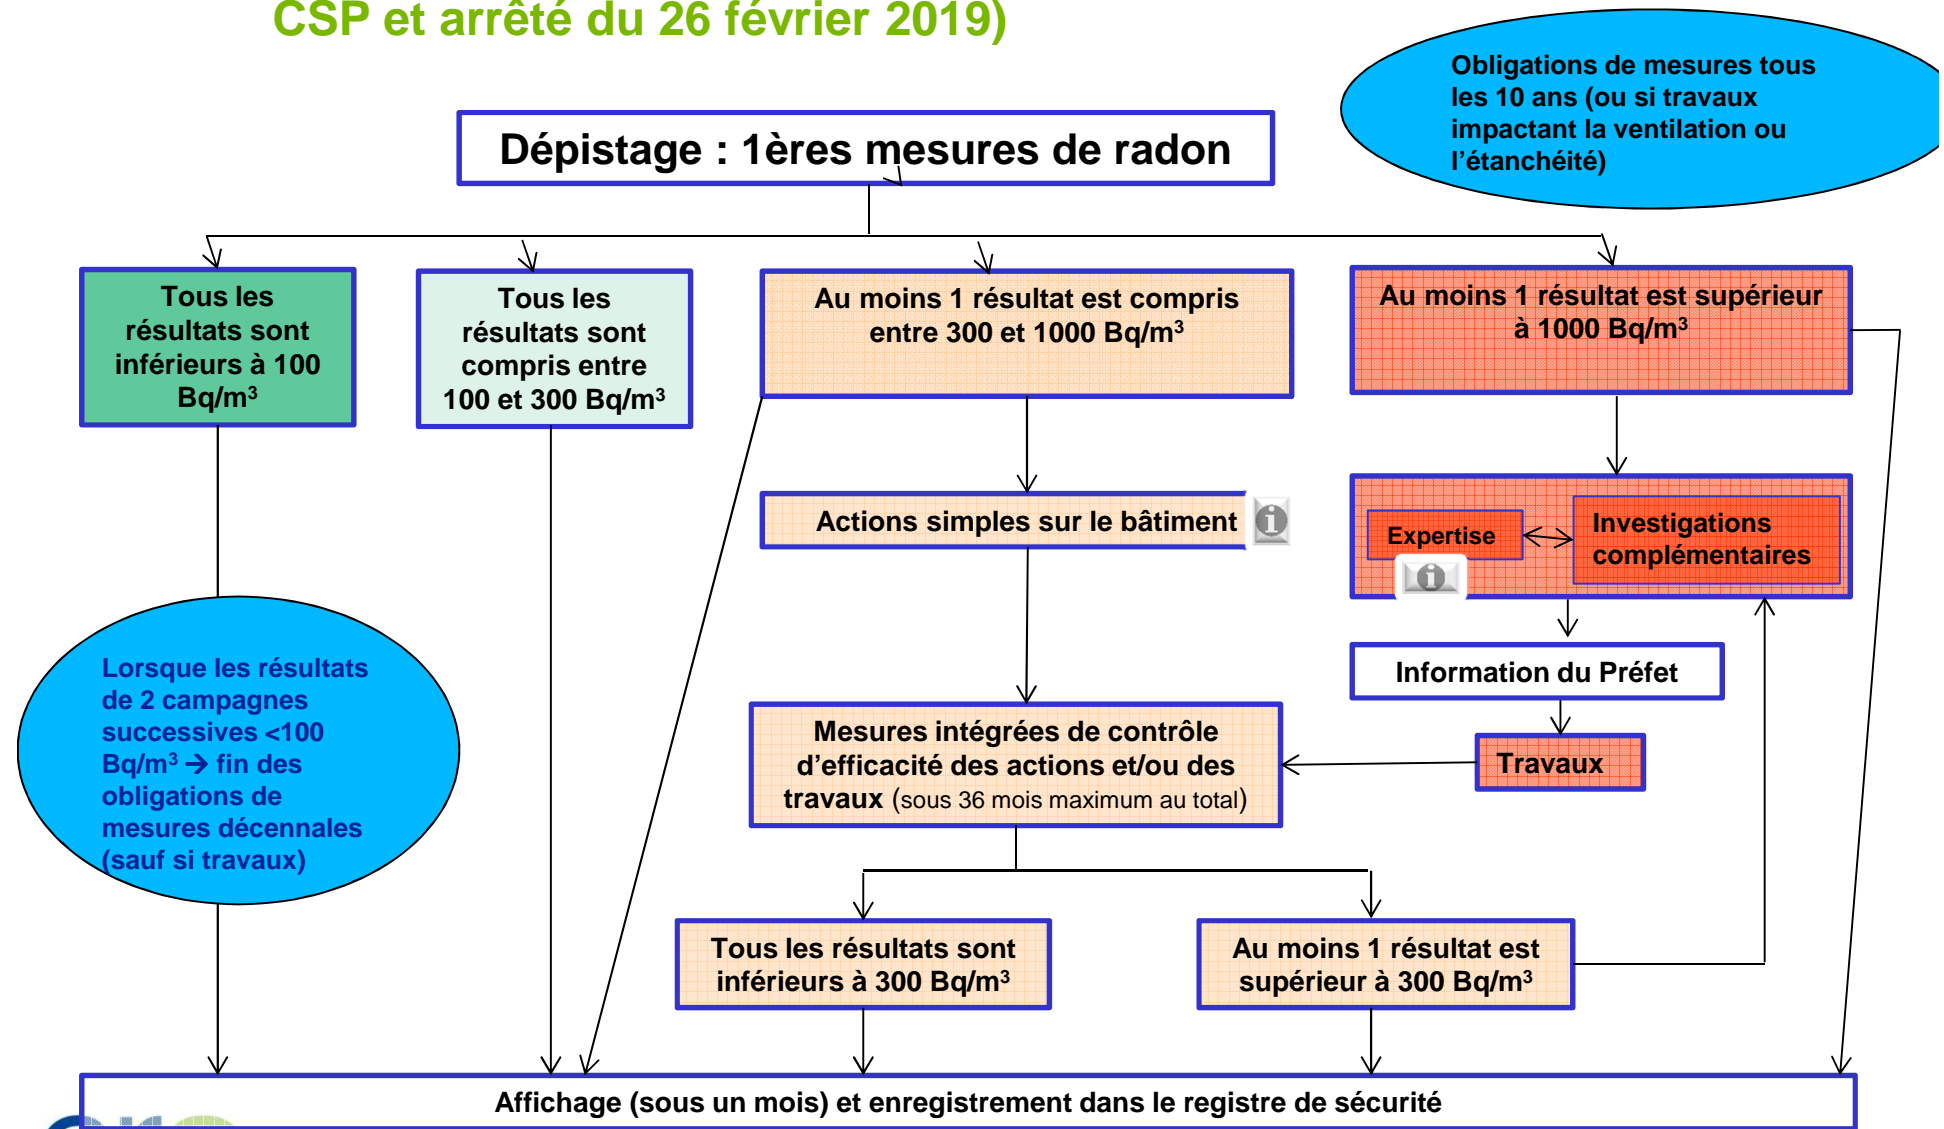 CSP et arrêté du 26 février 2019)
Obligations de mesures tous
les 10 ans (ou si travaux
impactant la ventilation ou
l’étanchéité)
Dépistage : 1ères mesures de radon
Tous les
résultats sont
inférieurs à 100
Bq/m³
Tous les
résultats sont
compris entre
100 et 300 Bq/m³
Au moins 1 résultat est compris
entre 300 et 1000 Bq/m³
Au moins 1 résultat est supérieur
à 1000 Bq/m³
Actions simples sur le bâtiment
Expertise
Investigations
complémentaires
Information du Préfet
Travaux
Lorsque les résultats
de 2 campagnes
successives <100
Bq/m³ → fin des
obligations de
mesures décennales
(sauf si travaux)
Mesures intégrées de contrôle
d’efficacité des actions et/ou des
travaux (sous 36 mois maximum au total)
Tous les résultats sont
inférieurs à 300 Bq/m³
Au moins 1 résultat est
supérieur à 300 Bq/m³
Affichage (sous un mois) et enregistrement dans le registre de sécurité